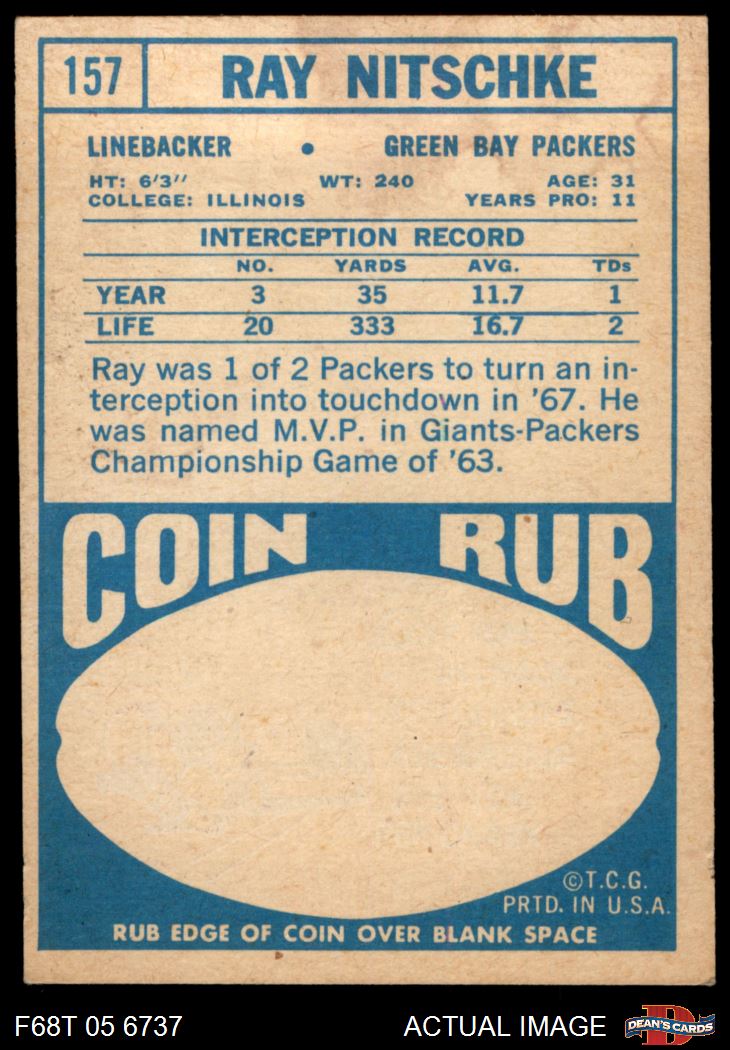 157 RAY NITSCHKE
LINEBACKER • GREEN BAY PACKERS
HT: 6'3" WT: 240 AGE: 31
COLLEGE: ILLINOIS YEARS PRO: 11
INTERCEPTION RECORD
NO. YARDS AVG. TDs
YEAR 3 35 11.7 1
LIFE 20 333 16.7 2
Ray was 1 of 2 Packers to turn an in-
terception into touchdown in '67. He
was named M.V.P. in Giants-Packers
Championship Game of '63.
COIN RUB
©T.C.G.
PRTD. IN U.S.A.
RUB EDGE OF COIN OVER BLANK SPACE
F68T 05 6737 ACTUAL IMAGE D DEAN'S CARDS